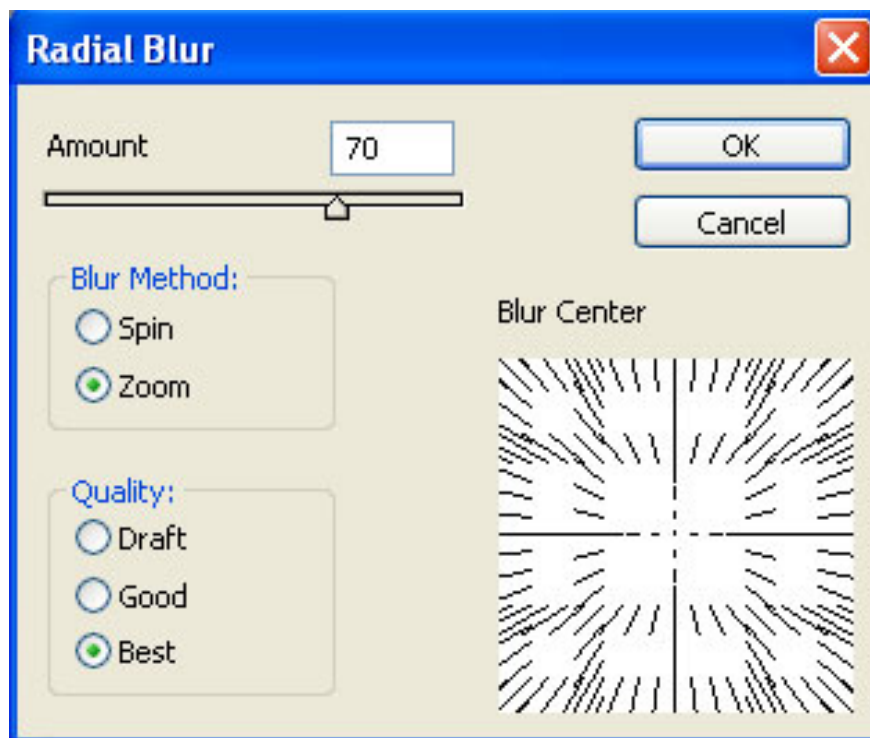 Radial Blur
Amount 70
OK
Cancel
Blur Method:
Spin
Zoom
Blur Center
Quality:
Draft
Good
Best